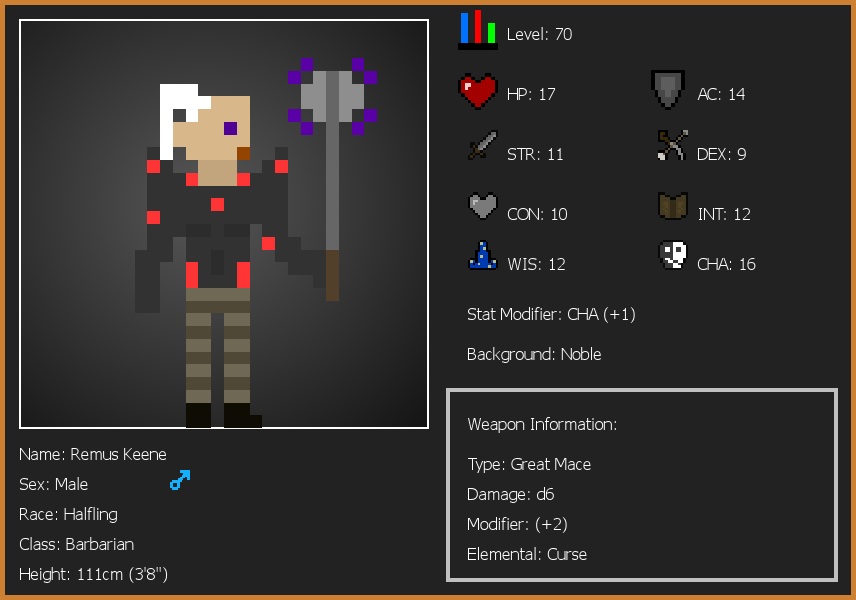 Level: 70
HP: 17
AC: 14
STR: 11
DEX: 9
CON: 10
INT: 12
WIS: 12
CHA: 16
Stat Modifier: CHA (+1)
Background: Noble
Weapon Information:
Type: Great Mace
Damage: d6
Modifier: (+2)
Elemental: Curse
Name: Remus Keene
Sex: Male
Race: Halfling
Class: Barbarian
Height: 111cm (3'8")